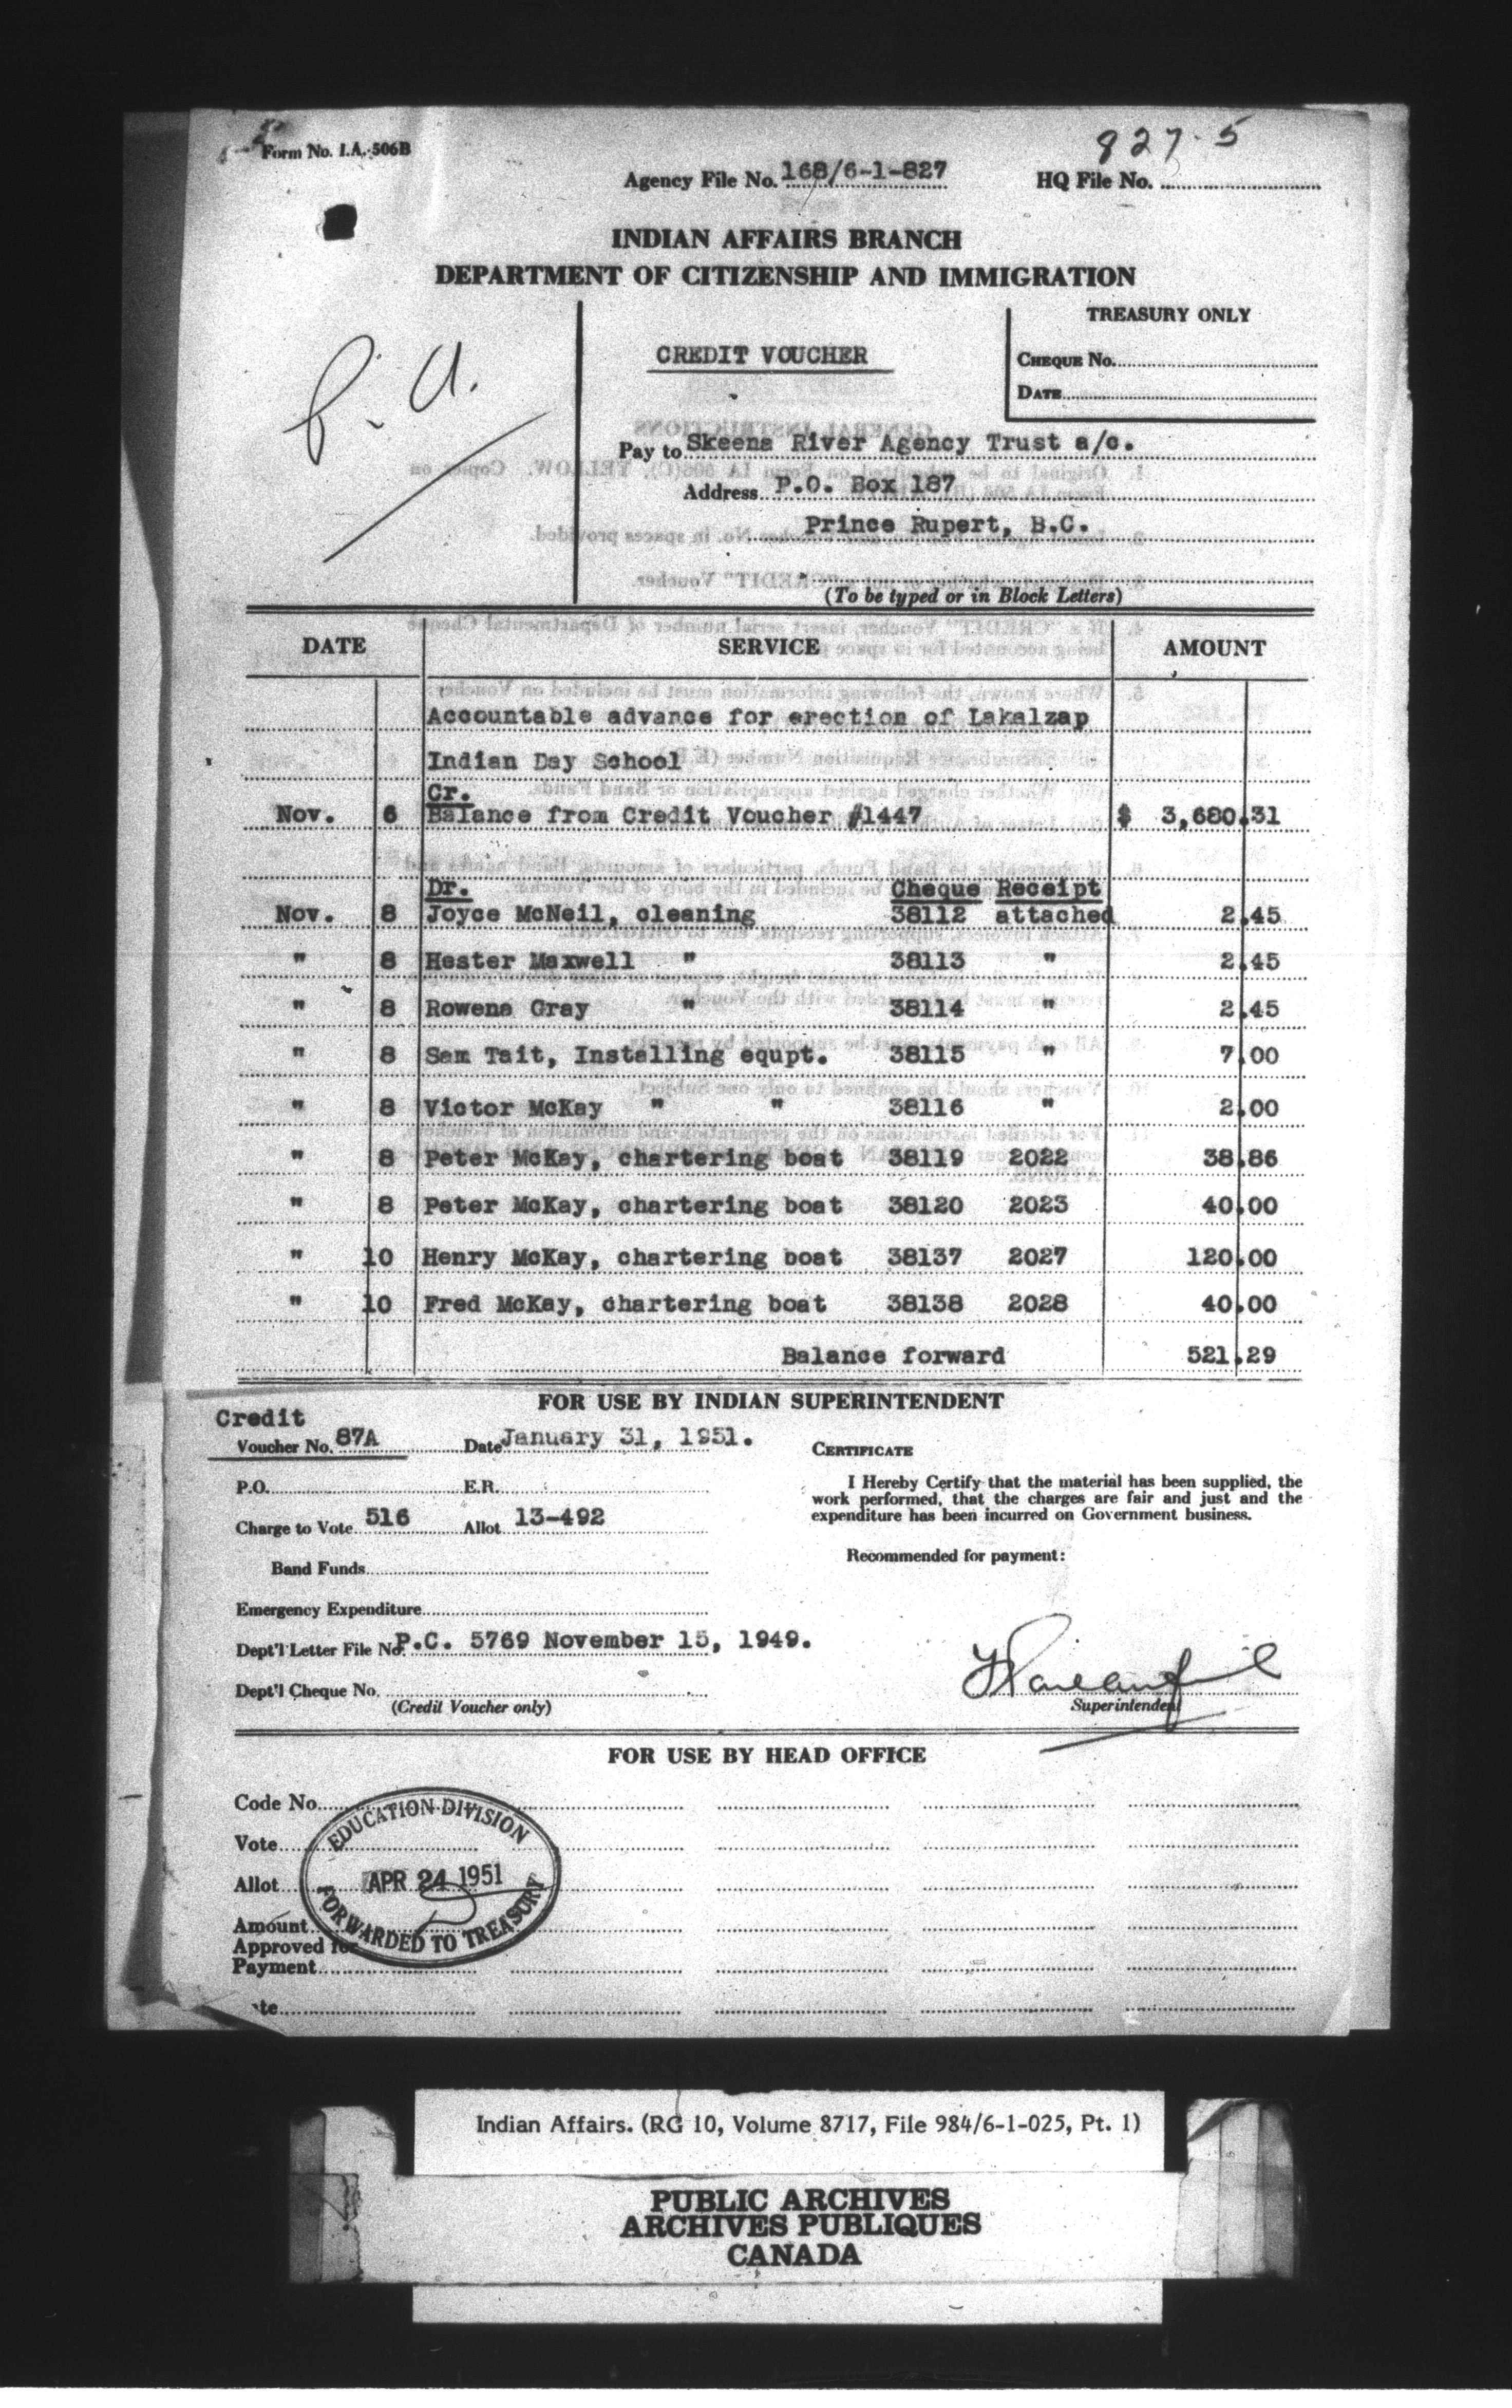 Form No. I.A. 506B
827-5
Agency File No. 168/6-1-827
HQ File No.
INDIAN AFFAIRS BRANCH
DEPARTMENT OF CITIZENSHIP AND IMMIGRATION
TREASURY ONLY
CREDIT VOUCHER
CHEQUE No.
DATE
Pay to Skeena River Agency Trust a/c.
Address P.O. Box 187
Prince Rupert, B.C.
(To be typed or in Block Letters)
DATE SERVICE AMOUNT
Accountable advance for erection of Lakalzap
Indian Day School
Cr.
Nov. 6 Balance from Credit Voucher #1447 $ 3,680.31
Dr. Cheque Receipt
Nov. 8 Joyce McNeil, cleaning 38112 attached 2.45
" 8 Hester Maxwell " 38113 " 2.45
" 8 Rowena Gray " 38114 " 2.45
" 8 Sam Tait, Installing equpt. 38115 " 7.00
" 8 Victor McKay " " 38116 " 2.00
" 8 Peter McKay, chartering boat 38119 2022 38.86
" 8 Peter McKay, chartering boat 38120 2023 40.00
" 10 Henry McKay, chartering boat 38137 2027 120.00
" 10 Fred McKay, chartering boat 38138 2028 40.00
Balance forward 521.29
FOR USE BY INDIAN SUPERINTENDENT
Credit
Voucher No. 87A Date January 31, 1951.
CERTIFICATE
P.O. E.R.
I Hereby Certify that the material has been supplied, the
work performed, that the charges are fair and just and the
expenditure has been incurred on Government business.
Charge to Vote 516 Allot 13-492
Recommended for payment:
Band Funds
Emergency Expenditure
Dept'l Letter File No. P.C. 5769 November 15, 1949.
Dept'l Cheque No.
(Credit Voucher only)
Superintendent
FOR USE BY HEAD OFFICE
Code No.
Vote
Allot
Amount
Approved for
Payment
EDUCATION DIVISION
APR 24 1951
FORWARDED TO TREASURY
Indian Affairs. (RG 10, Volume 8717, File 984/6-1-025, Pt. 1)
PUBLIC ARCHIVES
ARCHIVES PUBLIQUES
CANADA